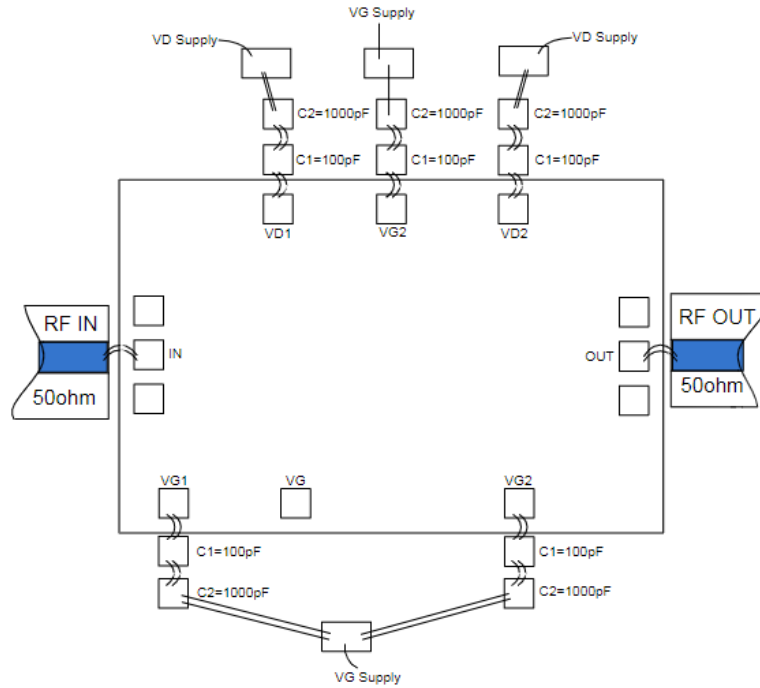 VG Supply
VD Supply
VD Supply
C2=1000pF
C2=1000pF
C2=1000pF
C1=100pF
C1=100pF
C1=100pF
VD1
VG2
VD2
RF IN
RF OUT
IN
OUT
50ohm
50ohm
VG1
VG
VG2
C1=100pF
C1=100pF
C2=1000pF
C2=1000pF
VG Supply